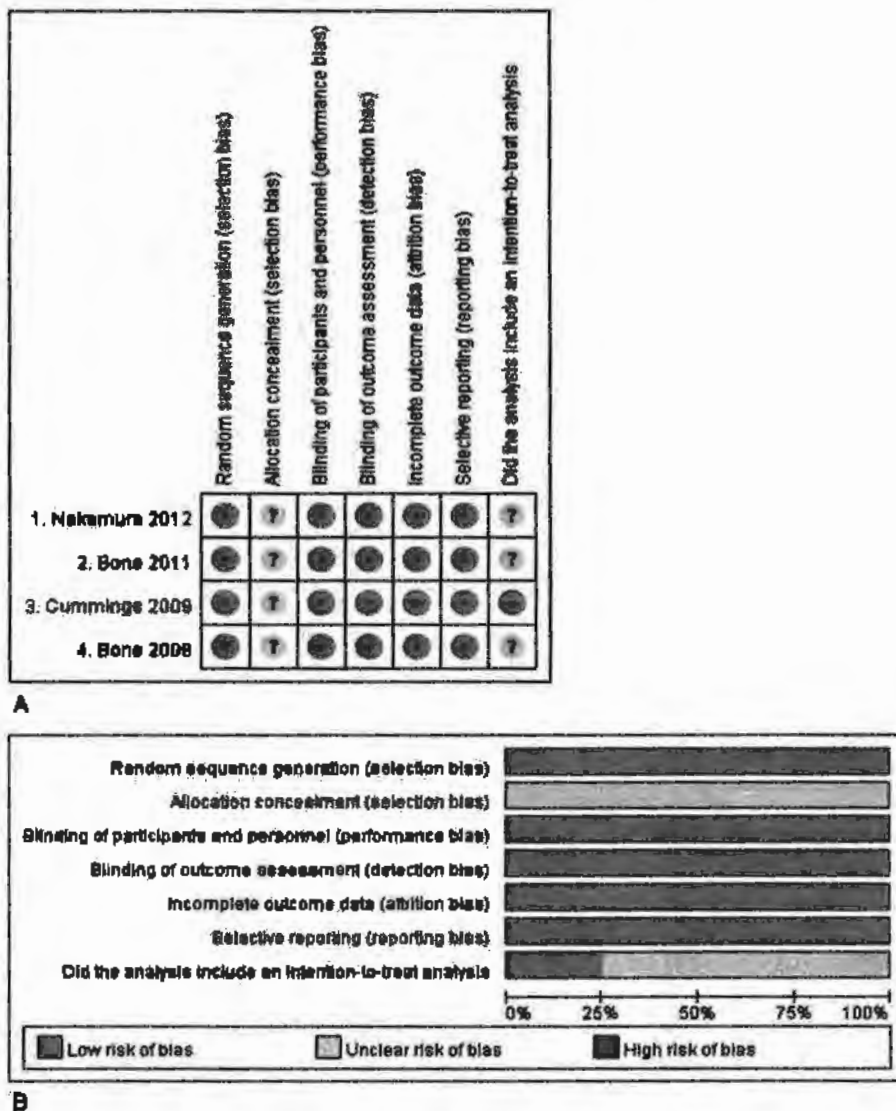 Random sequence generation (selection bias)
Allocation concealment (selection bias)
Blinding of participants and personnel (performance bias)
Blinding of outcome assessment (detection bias)
Incomplete outcome data (attrition bias)
Selective reporting (reporting bias)
Did the analysis include an intention-to-treat analysis
1. Nakamura 2012 ? ?
2. Bone 2011 ? ?
3. Cummings 2009 ?
4. Bone 2008 ? ?
A
Random sequence generation (selection bias)
Allocation concealment (selection bias)
Blinding of participants and personnel (performance bias)
Blinding of outcome assessment (detection bias)
Incomplete outcome data (attrition bias)
Selective reporting (reporting bias)
Did the analysis include an intention-to-treat analysis
0% 25% 50% 75% 100%
Low risk of bias Unclear risk of bias High risk of bias
B